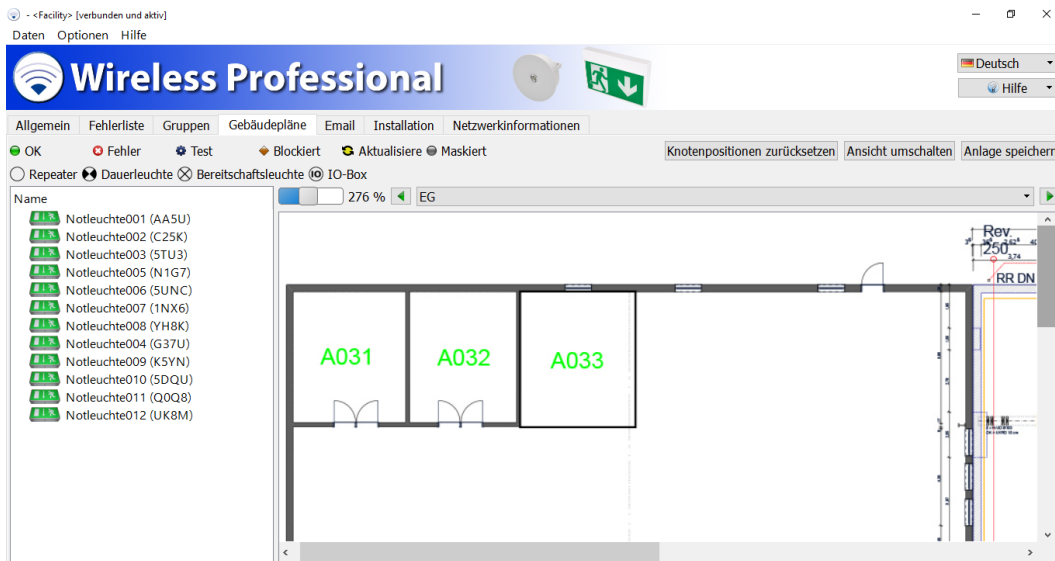 - <Facility> [verbunden und aktiv]
Daten Optionen Hilfe
Wireless Professional
Deutsch
Hilfe
Allgemein Fehlerliste Gruppen Gebäudepläne Email Installation Netzwerkinformationen
OK Fehler Test Blockiert Aktualisiere Maskiert
Knotenpositionen zurücksetzen Ansicht umschalten Anlage speichern
Repeater Dauerleuchte Bereitschaftsleuchte IO IO-Box
Name
276 % EG
Notleuchte001 (AA5U)
Notleuchte002 (C25K)
Notleuchte003 (5TU3)
Notleuchte005 (N1G7)
Notleuchte006 (5UNC)
Notleuchte007 (1NX6)
Notleuchte008 (YH8K)
Notleuchte004 (G37U)
Notleuchte009 (K5YN)
Notleuchte010 (5DQU)
Notleuchte011 (Q0Q8)
Notleuchte012 (UK8M)
Rev.
250
3,74
RR DN
A031 A032 A033